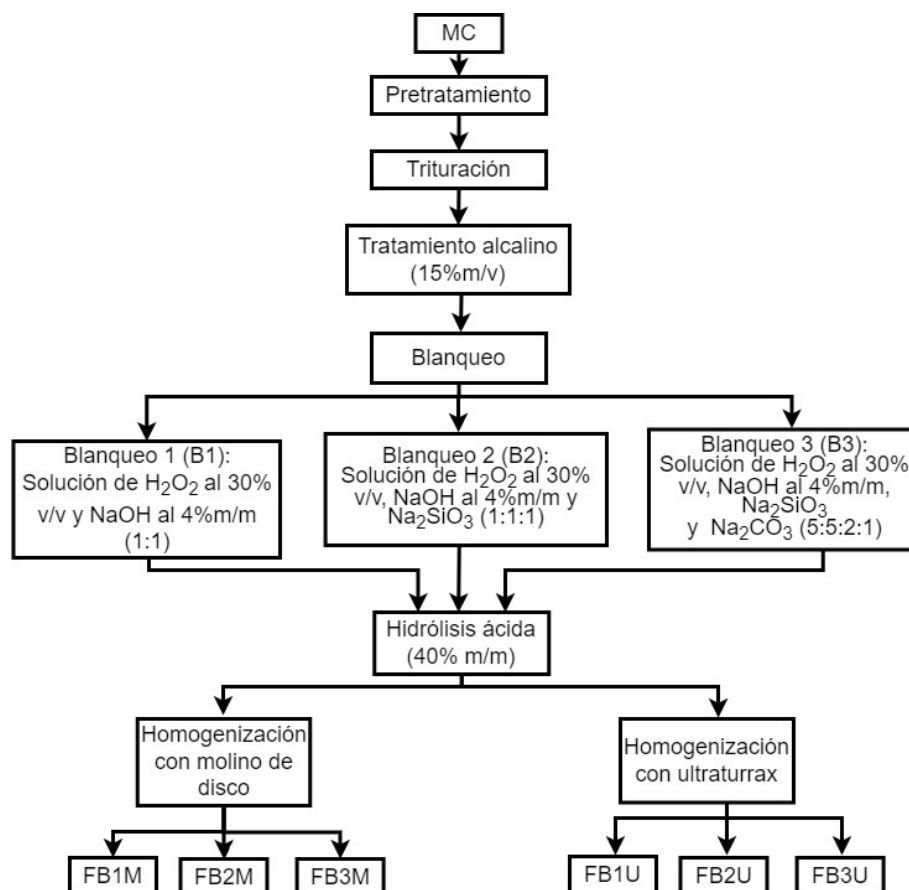 MC
Pretratamiento
Trituración
Tratamiento alcalino
(15%m/v)
Blanqueo
Blanqueo 1 (B1):
Solución de H₂O₂ al 30%
v/v y NaOH al 4%m/m
(1:1)
Blanqueo 2 (B2):
Solución de H₂O₂ al 30%
v/v, NaOH al 4%m/m y
Na₂SiO₃ (1:1:1)
Blanqueo 3 (B3):
Solución de H₂O₂ al 30%
v/v, NaOH al 4%m/m,
Na₂SiO₃
y Na₂CO₃ (5:5:2:1)
Hidrólisis ácida
(40% m/m)
Homogenización
con molino de
disco
Homogenización
con ultraturrax
FB1M
FB2M
FB3M
FB1U
FB2U
FB3U